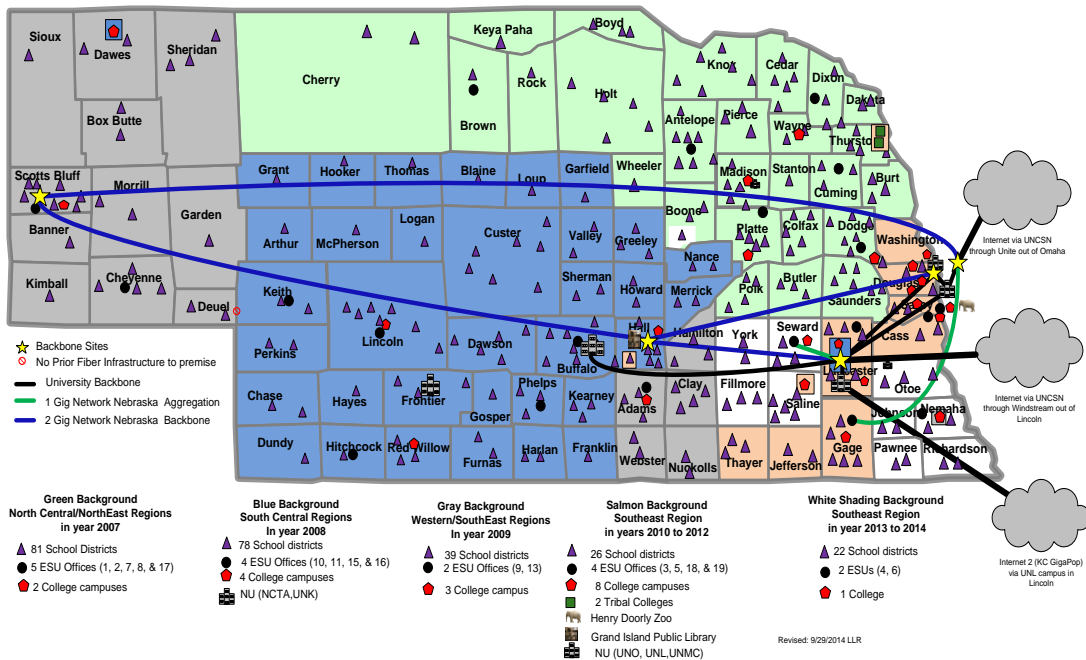 Sioux
Dawes
Sheridan
Box Butte
Scotts Bluff
Morrill
Garden
Banner
Kimball
Cheyenne
Deuel
Cherry
Keya Paha
Boyd
Brown
Rock
Holt
Knox
Cedar
Dixon
Dakota
Antelope
Pierce
Wayne
Thurston
Wheeler
Madison
Stanton
Cuming
Burt
Boone
Platte
Colfax
Dodge
Washington
Grant
Hooker
Thomas
Blaine
Loup
Garfield
Arthur
McPherson
Logan
Custer
Valley
Greeley
Nance
Keith
Sherman
Howard
Merrick
Polk
Butler
Saunders
Douglas
Sarpy
Perkins
Lincoln
Dawson
Buffalo
Hall
Hamilton
York
Seward
Lancaster
Cass
Otoe
Chase
Hayes
Frontier
Gosper
Phelps
Kearney
Adams
Clay
Fillmore
Saline
Gage
Johnson
Nemaha
Dundy
Hitchcock
Red Willow
Furnas
Harlan
Franklin
Webster
Nuckolls
Thayer
Jefferson
Pawnee
Richardson
Internet via UNCSN
through Unite out of Omaha
Internet via UNCSN
through Windstream out of
Lincoln
Internet 2 (KC GigaPop)
via UNL campus in
Lincoln
Backbone Sites
No Prior Fiber Infrastructure to premise
University Backbone
1 Gig Network Nebraska Aggregation
2 Gig Network Nebraska Backbone
Green Background
North Central/NorthEast Regions
in year 2007
81 School Districts
5 ESU Offices (1, 2, 7, 8, & 17)
2 College campuses
Blue Background
South Central Regions
In year 2008
78 School districts
4 ESU Offices (10, 11, 15, & 16)
4 College campuses
NU (NCTA,UNK)
Gray Background
Western/SouthEast Regions
In year 2009
39 School districts
2 ESU Offices (9, 13)
3 College campus
Salmon Background
Southeast Region
in years 2010 to 2012
26 School districts
4 ESU Offices (3, 5, 18, & 19)
8 College campuses
2 Tribal Colleges
Henry Doorly Zoo
Grand Island Public Library
NU (UNO, UNL,UNMC)
White Shading Background
Southeast Region
in year 2013 to 2014
22 School districts
2 ESUs (4, 6)
1 College
Revised: 9/29/2014 LLR